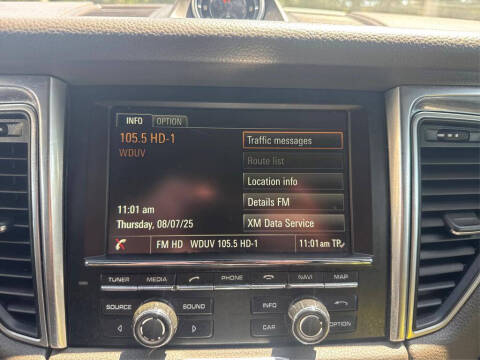 INFO OPTION
105.5 HD-1
WDUV
Traffic messages
Route list
Location info
Details FM
XM Data Service
11:01 am
Thursday, 08/07/25
FM HD WDUV 105.5 HD-1 11:01 am TP
TUNER MEDIA PHONE NAVI MAP
SOURCE SOUND INFO
CAR OPTION